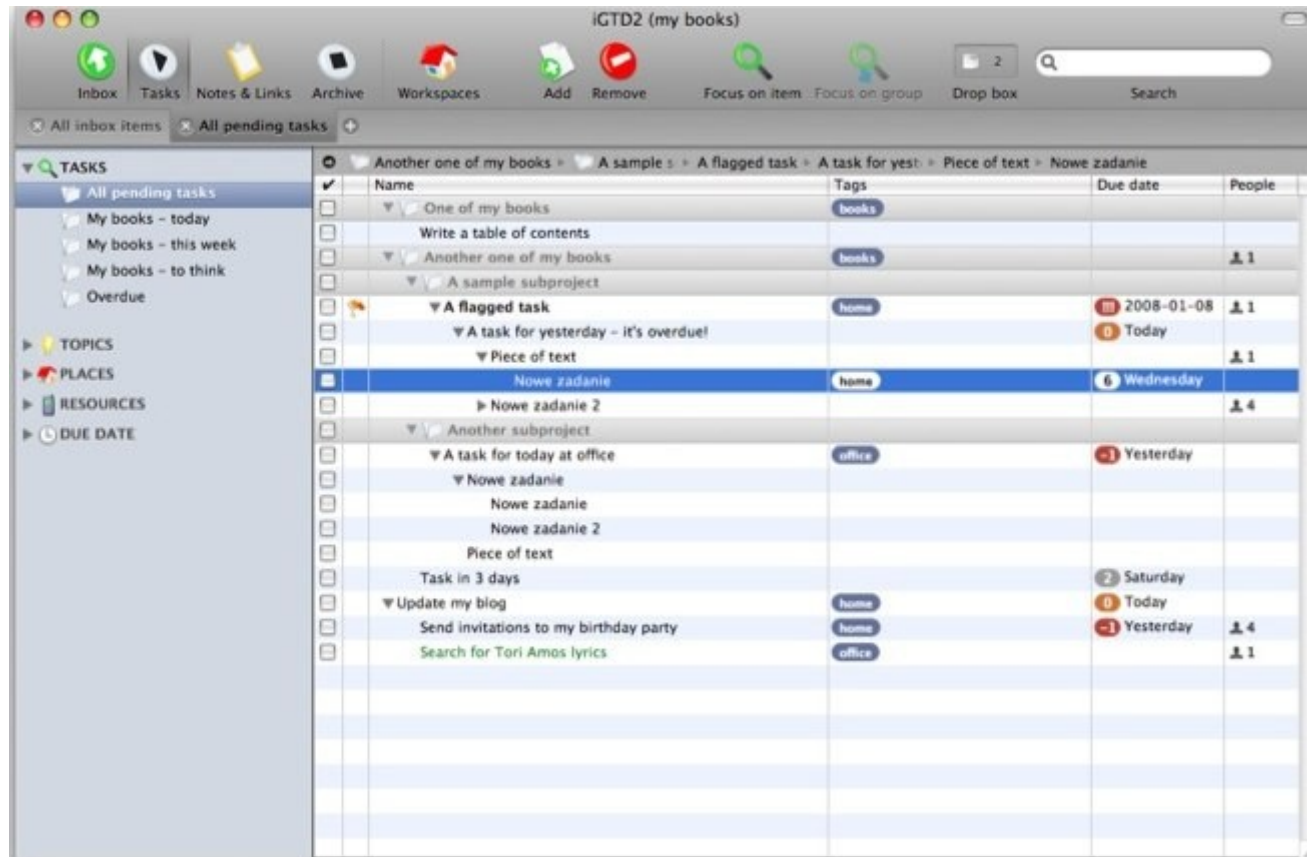 iGTD2 (my books)
Inbox Tasks Notes & Links Archive Workspaces Add Remove Focus on item Focus on group 2 Drop box Search
All inbox items All pending tasks
TASKS
All pending tasks
My books - today
My books - this week
My books - to think
Overdue
TOPICS
PLACES
RESOURCES
DUE DATE
Another one of my books A sample s A flagged task A task for yest Piece of text Nowe zadanie
Name Tags Due date People
One of my books books
Write a table of contents
Another one of my books books 1
A sample subproject
A flagged task home 2008-01-08 1
A task for yesterday - it's overdue! 0 Today
Piece of text 1
Nowe zadanie home 6 Wednesday
Nowe zadanie 2 4
Another subproject
A task for today at office office -1 Yesterday
Nowe zadanie
Nowe zadanie
Nowe zadanie 2
Piece of text
Task in 3 days 2 Saturday
Update my blog home 0 Today
Send invitations to my birthday party home -1 Yesterday 4
Search for Tori Amos lyrics office 1